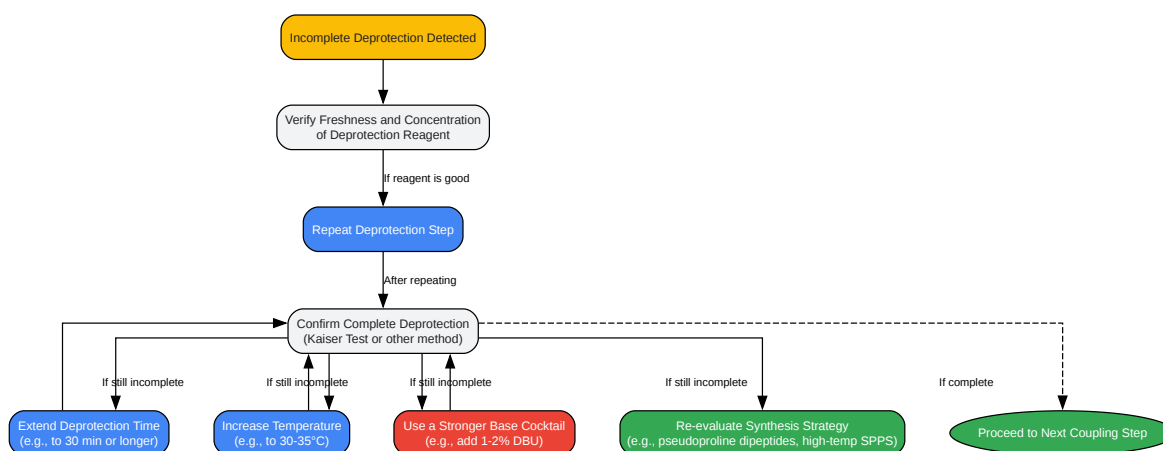 Incomplete Deprotection Detected
Verify Freshness and Concentration
of Deprotection Reagent
If reagent is good
Repeat Deprotection Step
After repeating
Confirm Complete Deprotection
(Kaiser Test or other method)
If still incomplete
If still incomplete
If still incomplete
If still incomplete
If complete
Extend Deprotection Time
(e.g., to 30 min or longer)
Increase Temperature
(e.g., to 30-35°C)
Use a Stronger Base Cocktail
(e.g., add 1-2% DBU)
Re-evaluate Synthesis Strategy
(e.g., pseudoproline dipeptides, high-temp SPPS)
Proceed to Next Coupling Step